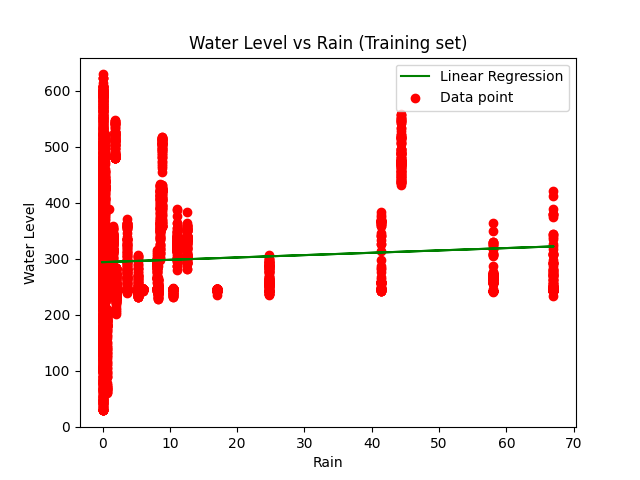 Water Level vs Rain (Training set)
Linear Regression
Data point
600
500
400
300
200
100
0
Water Level
0 10 20 30 40 50 60 70
Rain